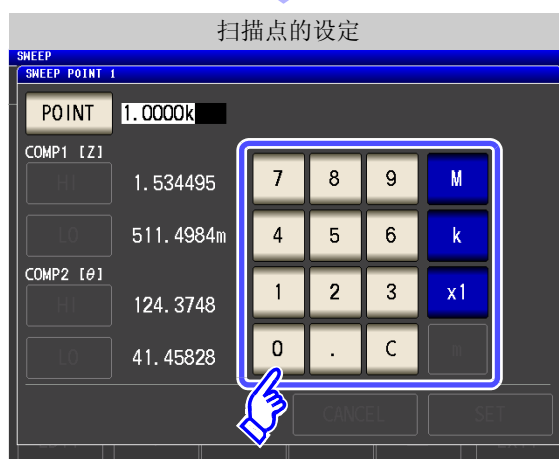 扫描点的设定
SWEEP
SWEEP POINT 1
POINT 1.0000k
COMP1 [Z]
HI 1.534495
LO 511.4984m
COMP2 [θ]
HI 124.3748
LO 41.45828
7 8 9 M
4 5 6 k
1 2 3 x1
0 . C m
CANCEL SET